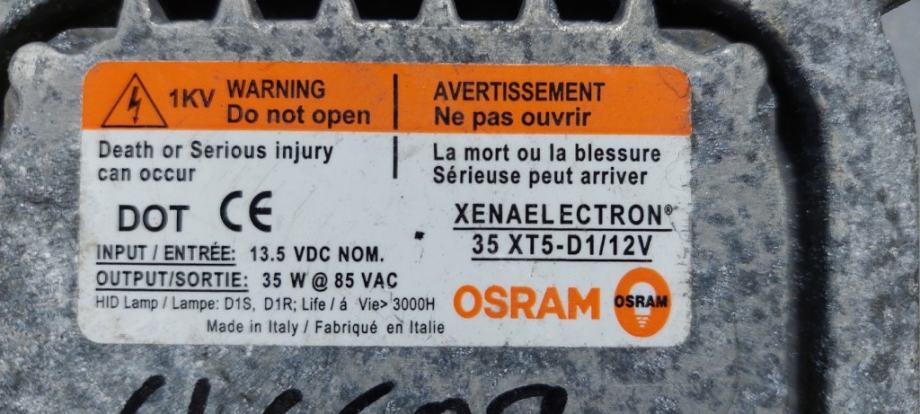 1KV WARNING
Do not open
AVERTISSEMENT
Ne pas ouvrir
Death or Serious injury
can occur
La mort ou la blessure
Sérieuse peut arriver
DOT CE
XENAELECTRON®
35 XT5-D1/12V
INPUT / ENTRÉE: 13.5 VDC NOM.
OUTPUT/SORTIE: 35 W @ 85 VAC
HID Lamp / Lampe: D1S, D1R; Life / á Vie> 3000H
Made in Italy / Fabriqué en Italie
OSRAM
OSRAM